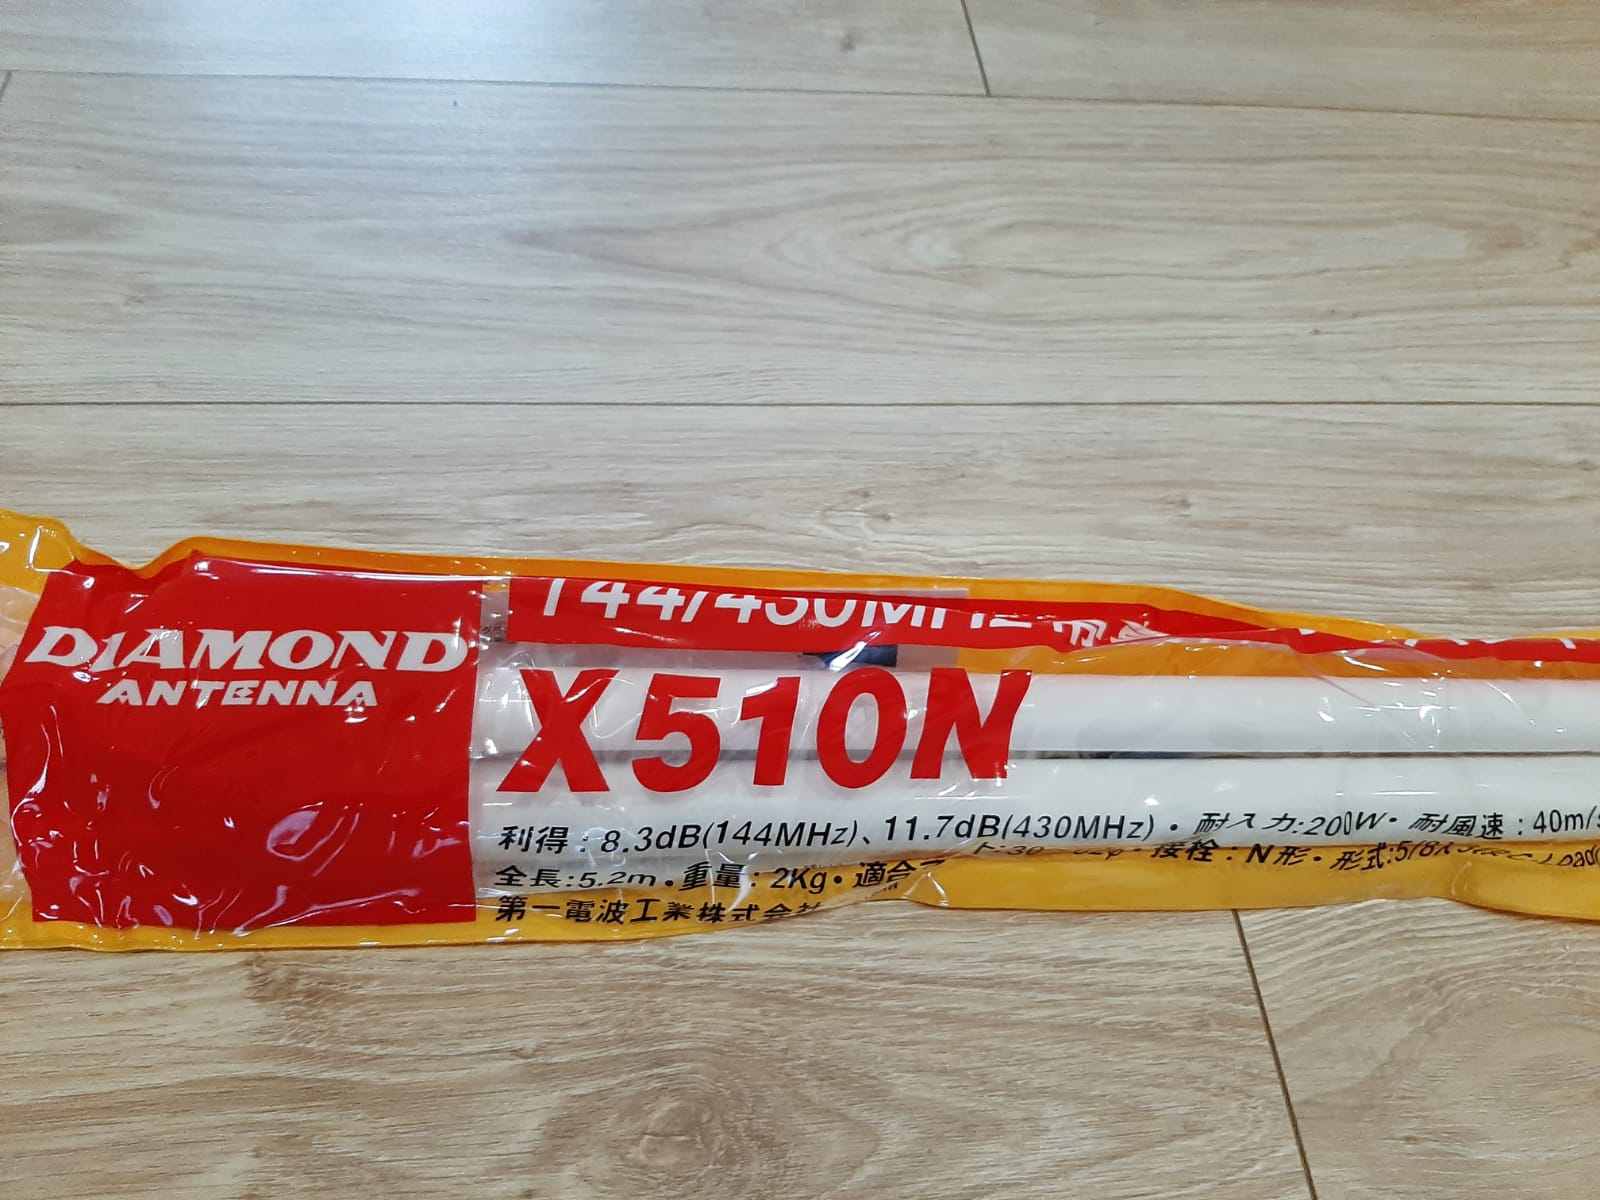 DIAMOND
ANTENNA
144/430MHz
X510N
利得:8.3dB(144MHz)、11.7dB(430MHz)・耐入力:200W・耐風速:40m/s
全長:5.2m・重量:2Kg・適合 接栓:N形・形式:5/8λ
第一電波工業株式会社